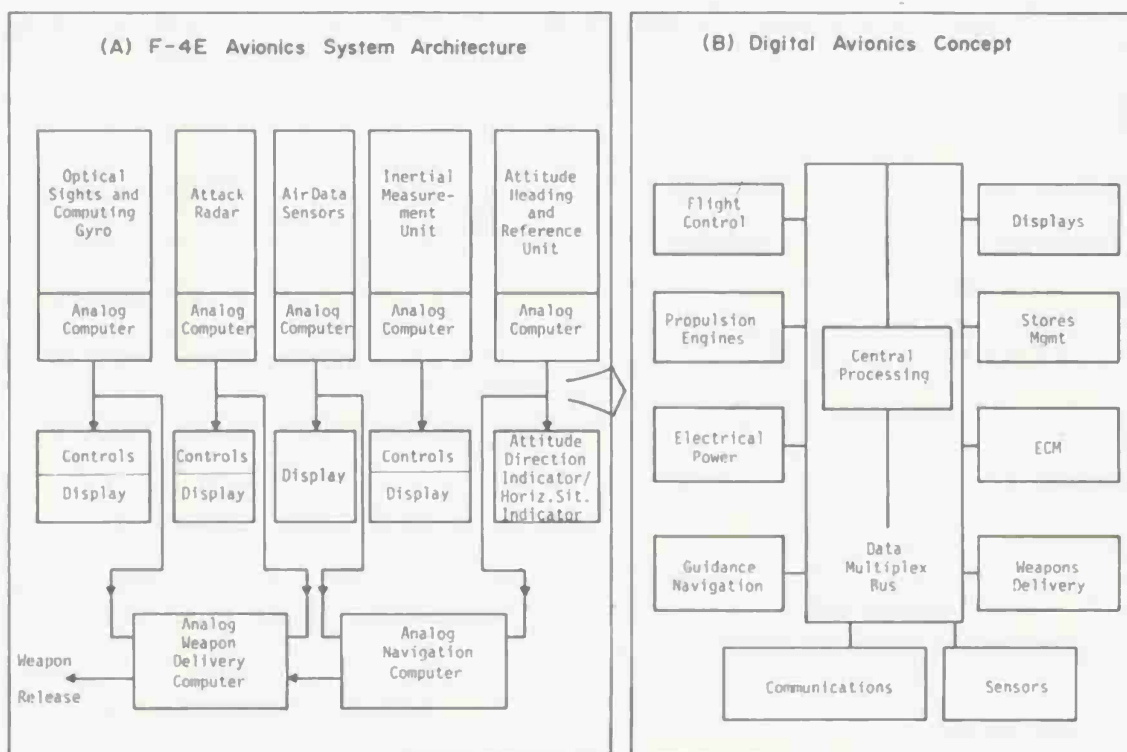 (A) F-4E Avionics System Architecture
Optical
Sights and
Computing
Gyro
Attack
Radar
AirData
Sensors
Inertial
Measure-
ment
Unit
Attitude
Heading
and
Reference
Unit
Analog
Computer
Analog
Computer
Analog
Computer
Analog
Computer
Analog
Computer
Controls
Display
Controls
Display
Display
Controls
Display
Attitude
Direction
Indicator/
Horiz.Sit.
Indicator
Analog
Weapon
Delivery
Computer
Analog
Navigation
Computer
Weapon
Release
(B) Digital Avionics Concept
Flight
Control
Displays
Propulsion
Engines
Stores
Mgmt
Central
Processing
Electrical
Power
ECM
Guidance
Navigation
Data
Multiplex
Bus
Weapons
Delivery
Communications
Sensors